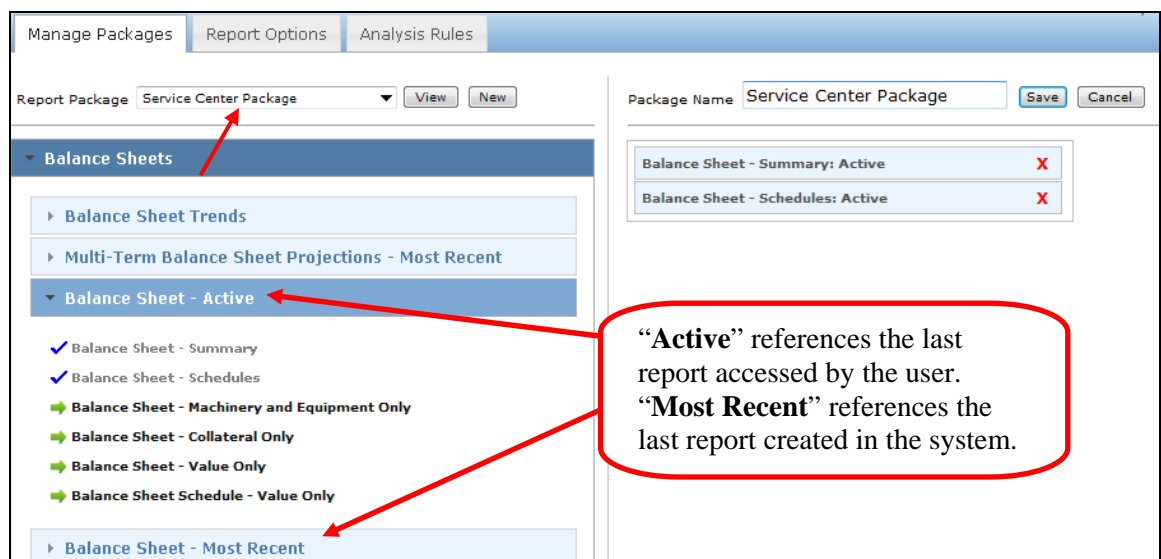 Manage Packages Report Options Analysis Rules
Report Package Service Center Package View New
Package Name Service Center Package Save Cancel
Balance Sheets
Balance Sheet - Summary: Active X
Balance Sheet - Schedules: Active X
Balance Sheet Trends
Multi-Term Balance Sheet Projections - Most Recent
Balance Sheet - Active
Balance Sheet - Summary
Balance Sheet - Schedules
Balance Sheet - Machinery and Equipment Only
Balance Sheet - Collateral Only
Balance Sheet - Value Only
Balance Sheet Schedule - Value Only
Balance Sheet - Most Recent
“Active” references the last
report accessed by the user.
“Most Recent” references the
last report created in the system.